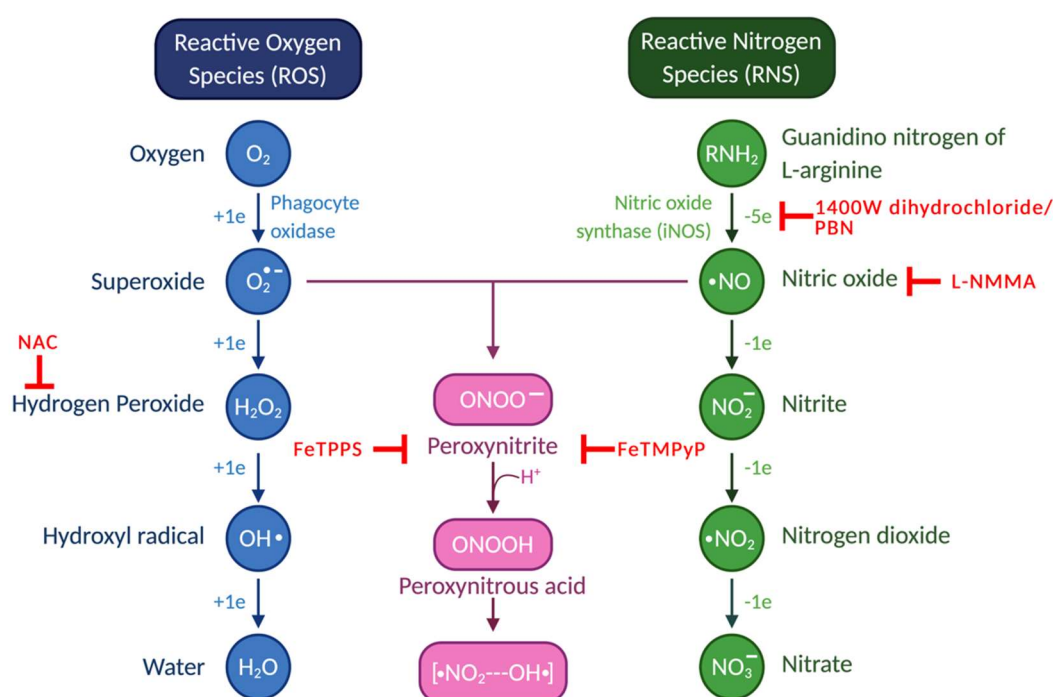 Reactive Oxygen
Species (ROS)
Reactive Nitrogen
Species (RNS)
Oxygen
O₂
RNH₂
Guanidino nitrogen of
L-arginine
+1e
Phagocyte
oxidase
Nitric oxide
synthase (iNOS)
-5e
1400W dihydrochloride/
PBN
Superoxide
O₂•-
•NO
Nitric oxide
L-NMMA
+1e
-1e
NAC
Hydrogen Peroxide
H₂O₂
ONOO⁻
NO₂⁻
Nitrite
FeTPPS
Peroxynitrite
FeTMPyP
+1e
H⁺
-1e
Hydroxyl radical
OH•
ONOOH
•NO₂
Nitrogen dioxide
Peroxynitrous acid
+1e
-1e
Water
H₂O
[•NO₂---OH•]
NO₃⁻
Nitrate